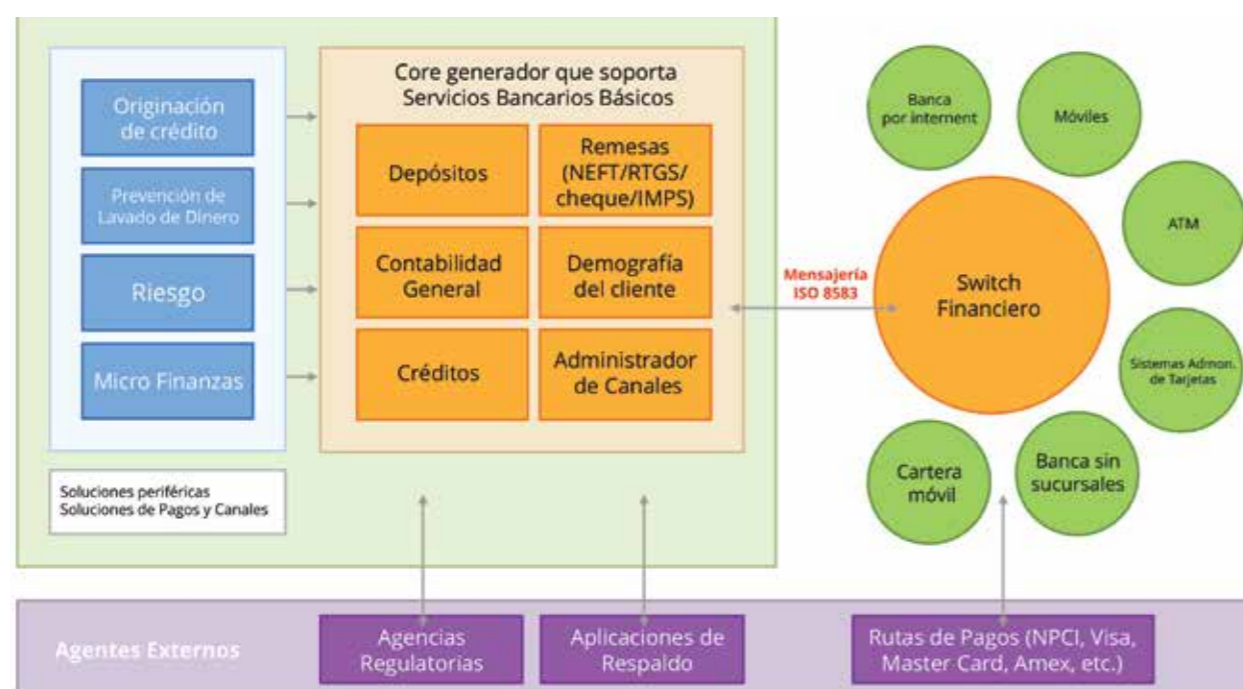 Originación
de crédito
Prevención de
Lavado de Dinero
Riesgo
Micro Finanzas
Soluciones periféricas
Soluciones de Pagos y Canales
Core generador que soporta
Servicios Bancarios Básicos
Depósitos
Remesas
(NEFT/RTGS/
cheque/IMPS)
Contabilidad
General
Demografía
del cliente
Créditos
Administrador
de Canales
Mensajería
ISO 8583
Switch
Financiero
Banca
por internent
Móviles
ATM
Sistemas Admon.
de Tarjetas
Banca sin
sucursales
Cartera
móvil
Agentes Externos
Agencias
Regulatorias
Aplicaciones de
Respaldo
Rutas de Pagos (NPCI, Visa,
Master Card, Amex, etc.)